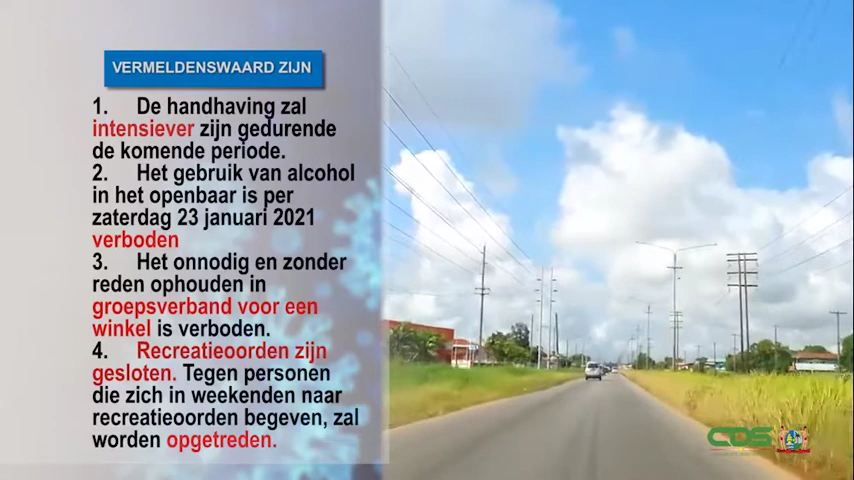 VERMELDENSWAARD ZIJN
1. De handhaving zal
intensiever zijn gedurende
de komende periode.
2. Het gebruik van alcohol
in het openbaar is per
zaterdag 23 januari 2021
verboden
3. Het onnodig en zonder
reden ophouden in
groepsverband voor een
winkel is verboden.
4. Recreatieoorden zijn
gesloten. Tegen personen
die zich in weekenden naar
recreatieoorden begeven, zal
worden opgetreden.
CDS